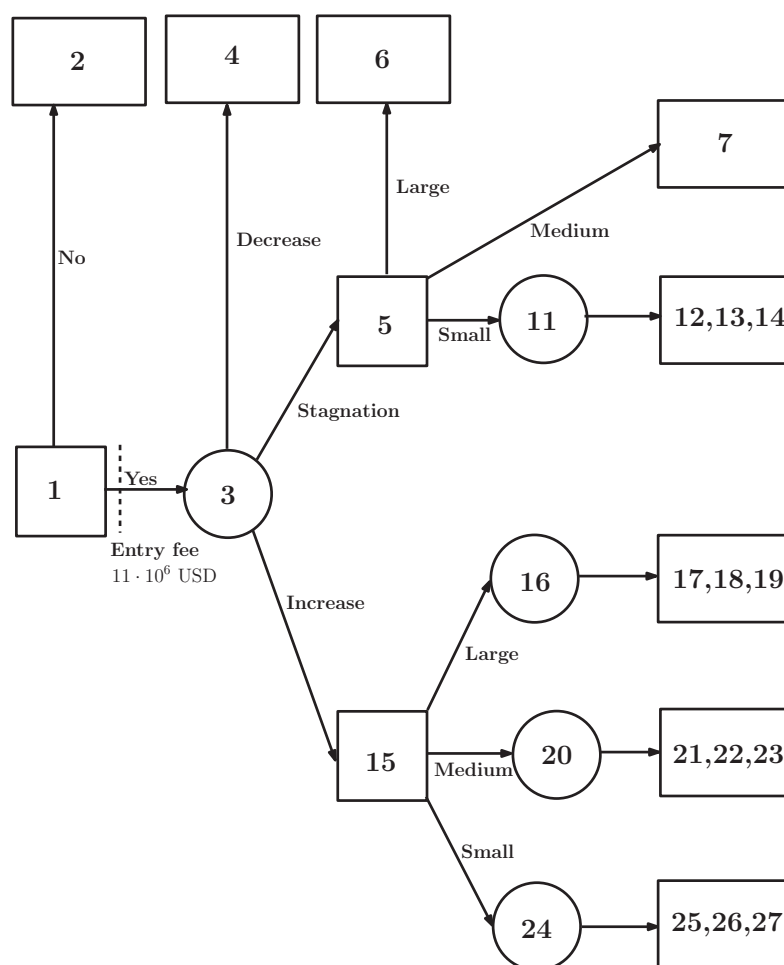 2
4
6
7
Large
Medium
Decrease
No
5
11
12,13,14
Small
Stagnation
1
Yes
3
Entry fee
11 · 10⁶ USD
16
17,18,19
Increase
Large
15
20
21,22,23
Medium
Small
24
25,26,27